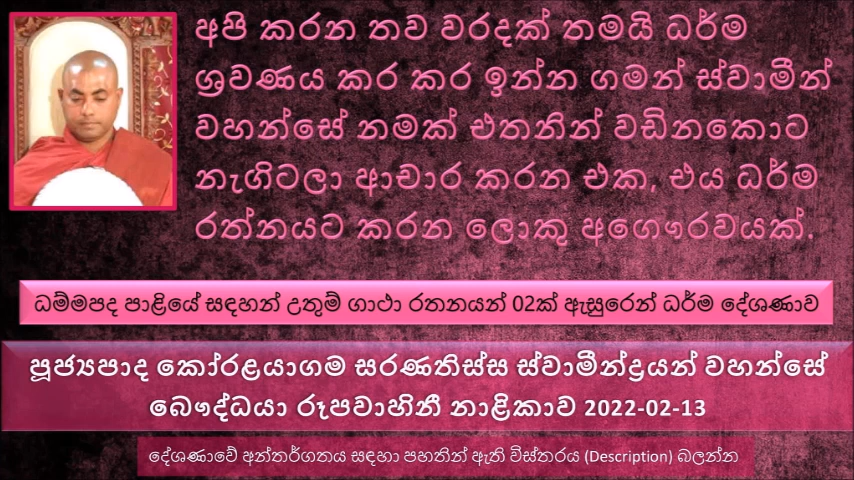 අපි කරන තව වරදක් තමයි ධර්ම
ශ්‍රවණය කර කර ඉන්න ගමන් ස්වාමීන්
වහන්සේ නමක් එතනින් වඩිනකොට
නැගිටලා ආචාර කරන එක, එය ධර්ම
රත්නයට කරන ලොකු අගෞරවයක්.
ධම්මපද පාළියේ සඳහන් උතුම් ගාථා රතනයන් 02ක් ඇසුරෙන් ධර්ම දේශණාව
පූජ්‍යපාද කෝරළයාගම සරණතිස්ස ස්වාමීන්ද්‍රයන් වහන්සේ
බෞද්ධයා රූපවාහිනී නාළිකාව 2022-02-13
දේශණාවේ අන්තර්ගතය සඳහා පහතින් ඇති විස්තරය (Description) බලන්න